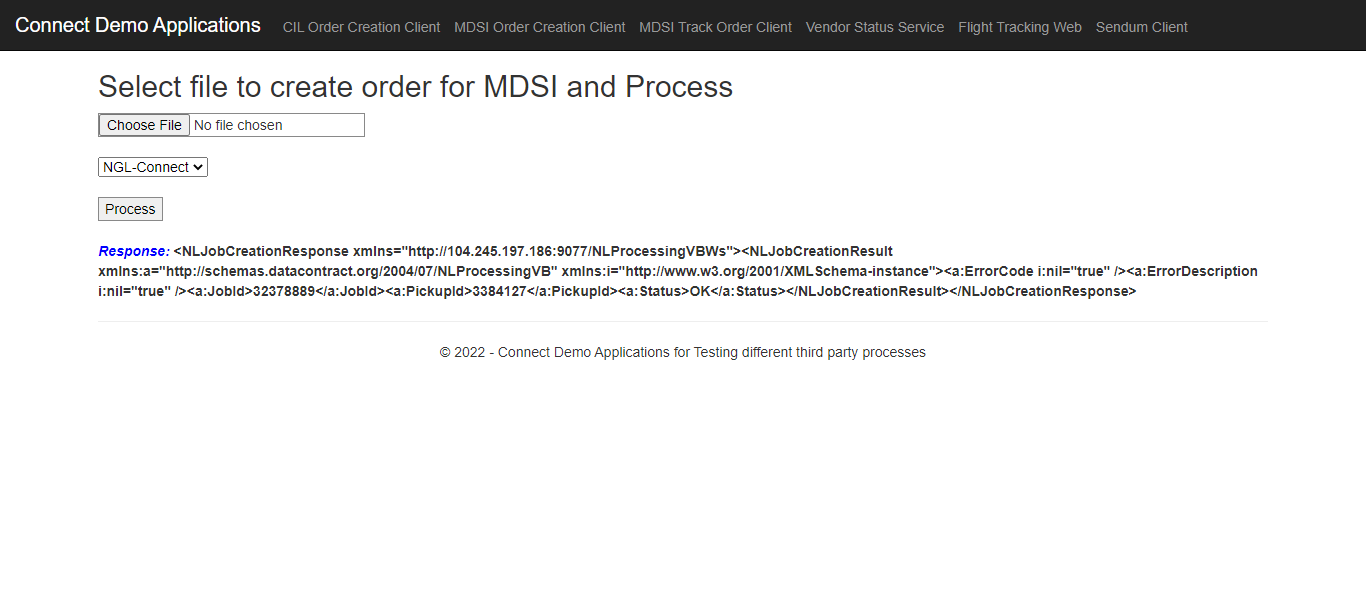 Connect Demo Applications CIL Order Creation Client MDSI Order Creation Client MDSI Track Order Client Vendor Status Service Flight Tracking Web Sendum Client
Select file to create order for MDSI and Process
Choose File No file chosen
NGL-Connect
Process
Response: <NLJobCreationResponse xmlns="http://104.245.197.186:9077/NLProcessingVBWs"><NLJobCreationResult
xmlns:a="http://schemas.datacontract.org/2004/07/NLProcessingVB" xmlns:i="http://www.w3.org/2001/XMLSchema-instance"><a:ErrorCode i:nil="true" /><a:ErrorDescription
i:nil="true" /><a:JobId>32378889</a:JobId><a:PickupId>3384127</a:PickupId><a:Status>OK</a:Status></NLJobCreationResult></NLJobCreationResponse>
© 2022 - Connect Demo Applications for Testing different third party processes